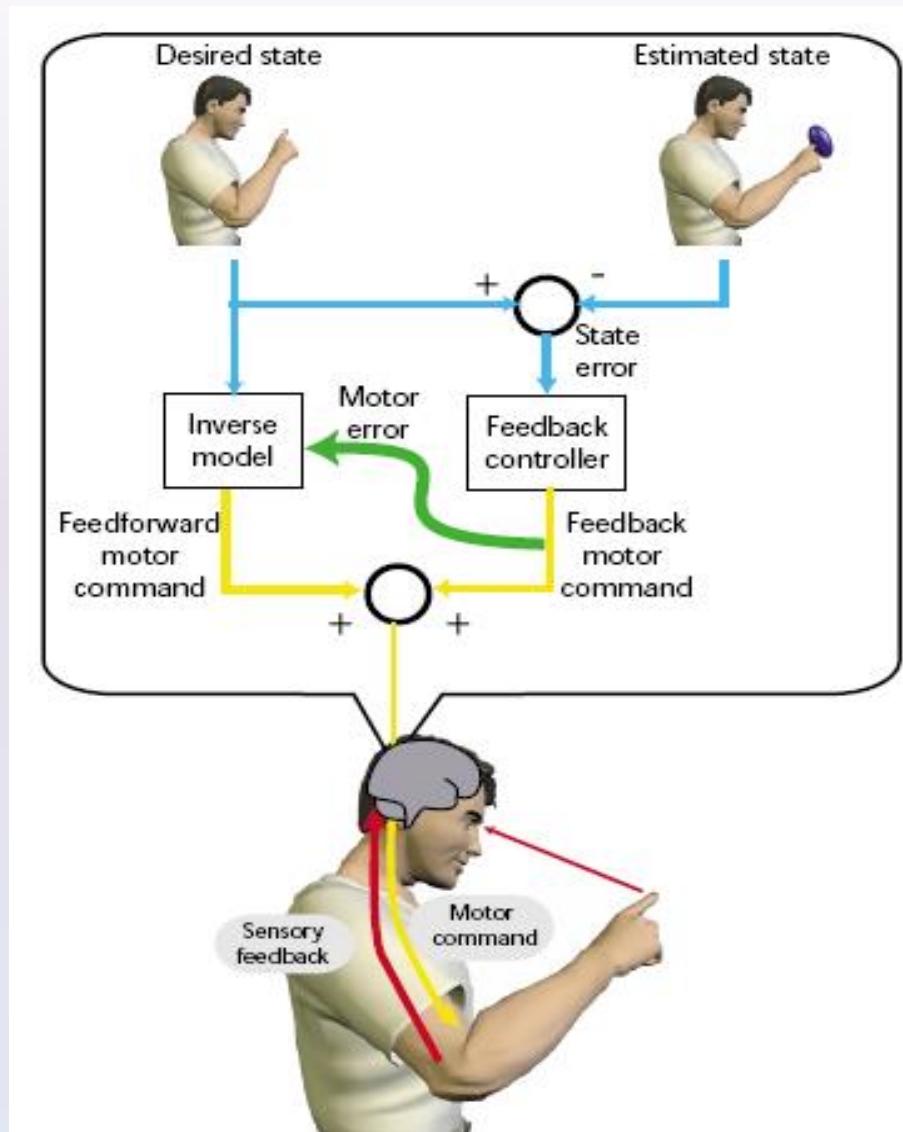 Desired state
Estimated state
+
-
State
error
Motor
error
Inverse
model
Feedback
controller
Feedforward
motor
command
Feedback
motor
command
+
+
Sensory
feedback
Motor
command